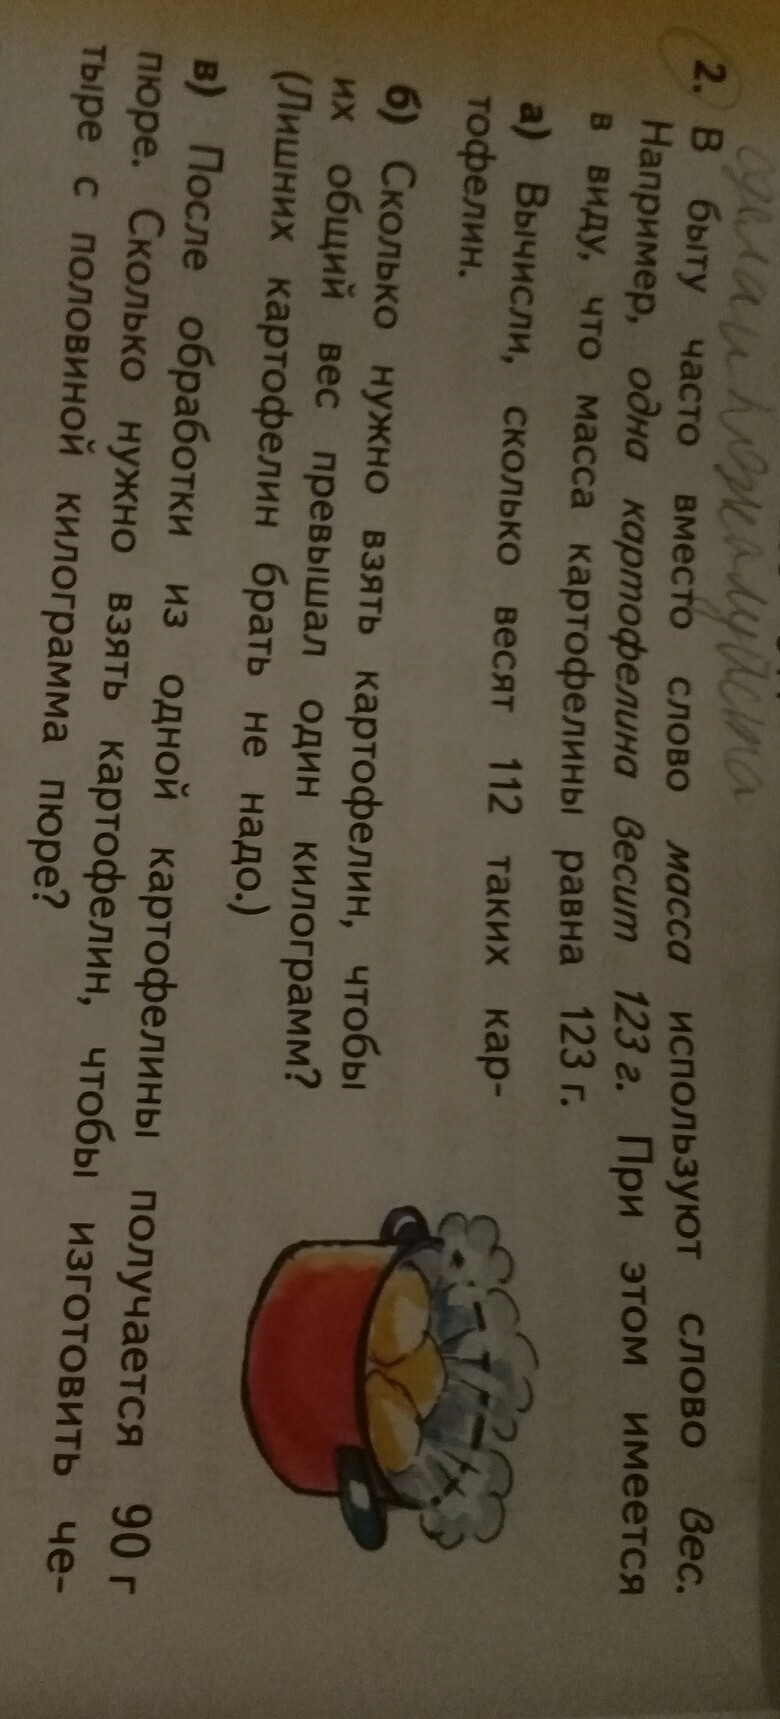 пожалуйста
2. В быту часто вместо слово масса используют слово вес.
Например, одна картофелина весит 123 г. При этом имеется
в виду, что масса картофелины равна 123 г.
а) Вычисли, сколько весят 112 таких кар-
тофелин.
б) Сколько нужно взять картофелин, чтобы
их общий вес превышал один килограмм?
(Лишних картофелин брать не надо.)
в) После обработки из одной картофелины получается 90 г
пюре. Сколько нужно взять картофелин, чтобы изготовить че-
тыре с половиной килограмма пюре?